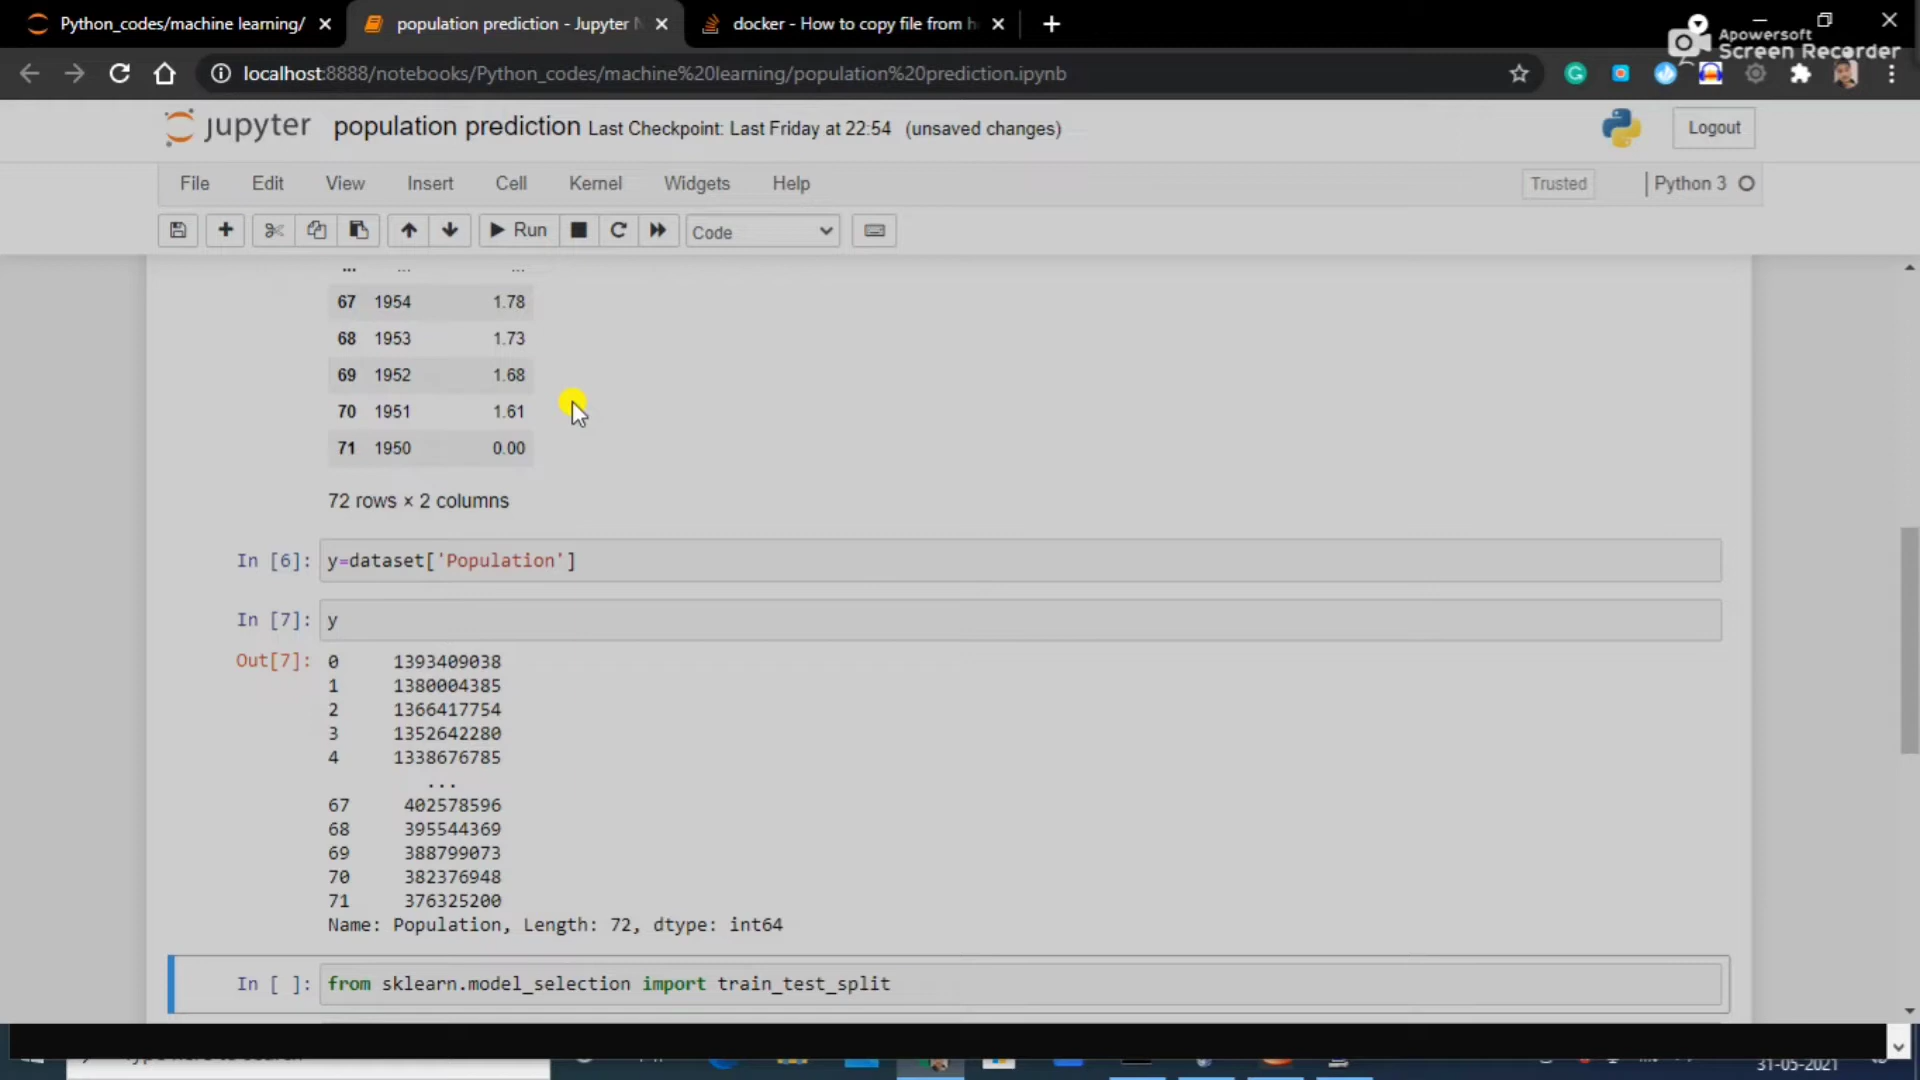 Python_codes/machine learning/
population prediction - Jupyter N
docker - How to copy file from h
Apowersoft
Screen Recorder
localhost:8888/notebooks/Python_codes/machine%20learning/population%20prediction.ipynb
jupyter population prediction Last Checkpoint: Last Friday at 22:54 (unsaved changes)
Logout
File Edit View Insert Cell Kernel Widgets Help
Trusted
Python 3
Run
Code
... ... ...
67 1954 1.78
68 1953 1.73
69 1952 1.68
70 1951 1.61
71 1950 0.00
72 rows × 2 columns
In [6]: y=dataset['Population']
In [7]: y
Out[7]: 0 1393409038
1 1380004385
2 1366417754
3 1352642280
4 1338676785
...
67 402578596
68 395544369
69 388799073
70 382376948
71 376325200
Name: Population, Length: 72, dtype: int64
In [ ]: from sklearn.model_selection import train_test_split
31-05-2021